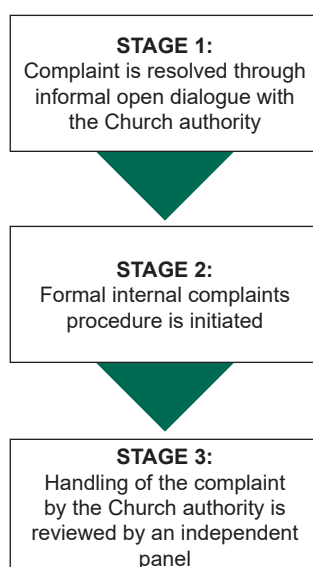 STAGE 1:
Complaint is resolved through
informal open dialogue with
the Church authority
STAGE 2:
Formal internal complaints
procedure is initiated
STAGE 3:
Handling of the complaint
by the Church authority is
reviewed by an independent
panel